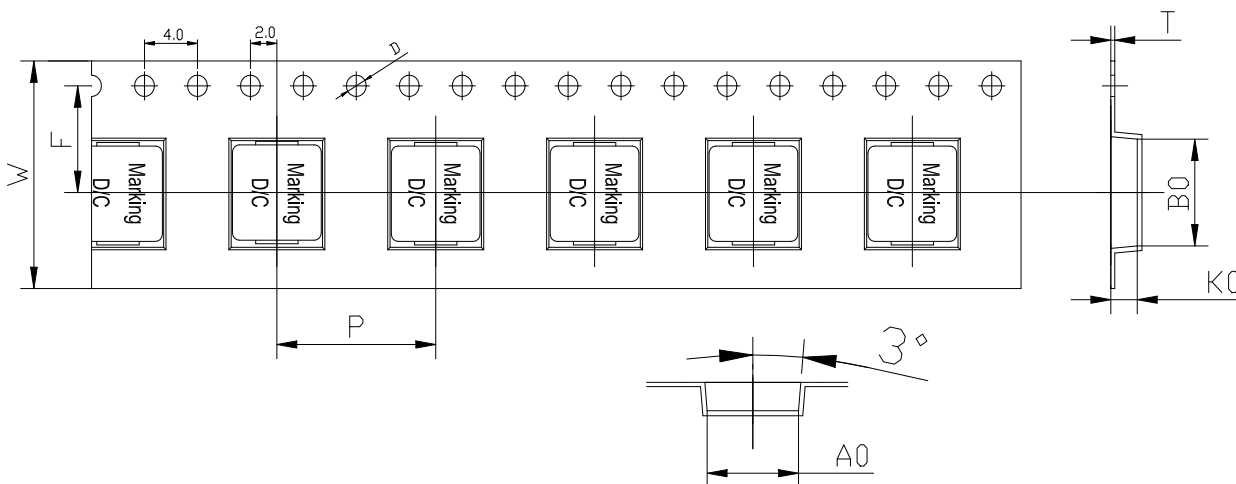 4.0
2.0
D
T
F
W
Marking
D/C
Marking
D/C
Marking
D/C
Marking
D/C
Marking
D/C
Marking
D/C
B0
K0
P
3°
A0